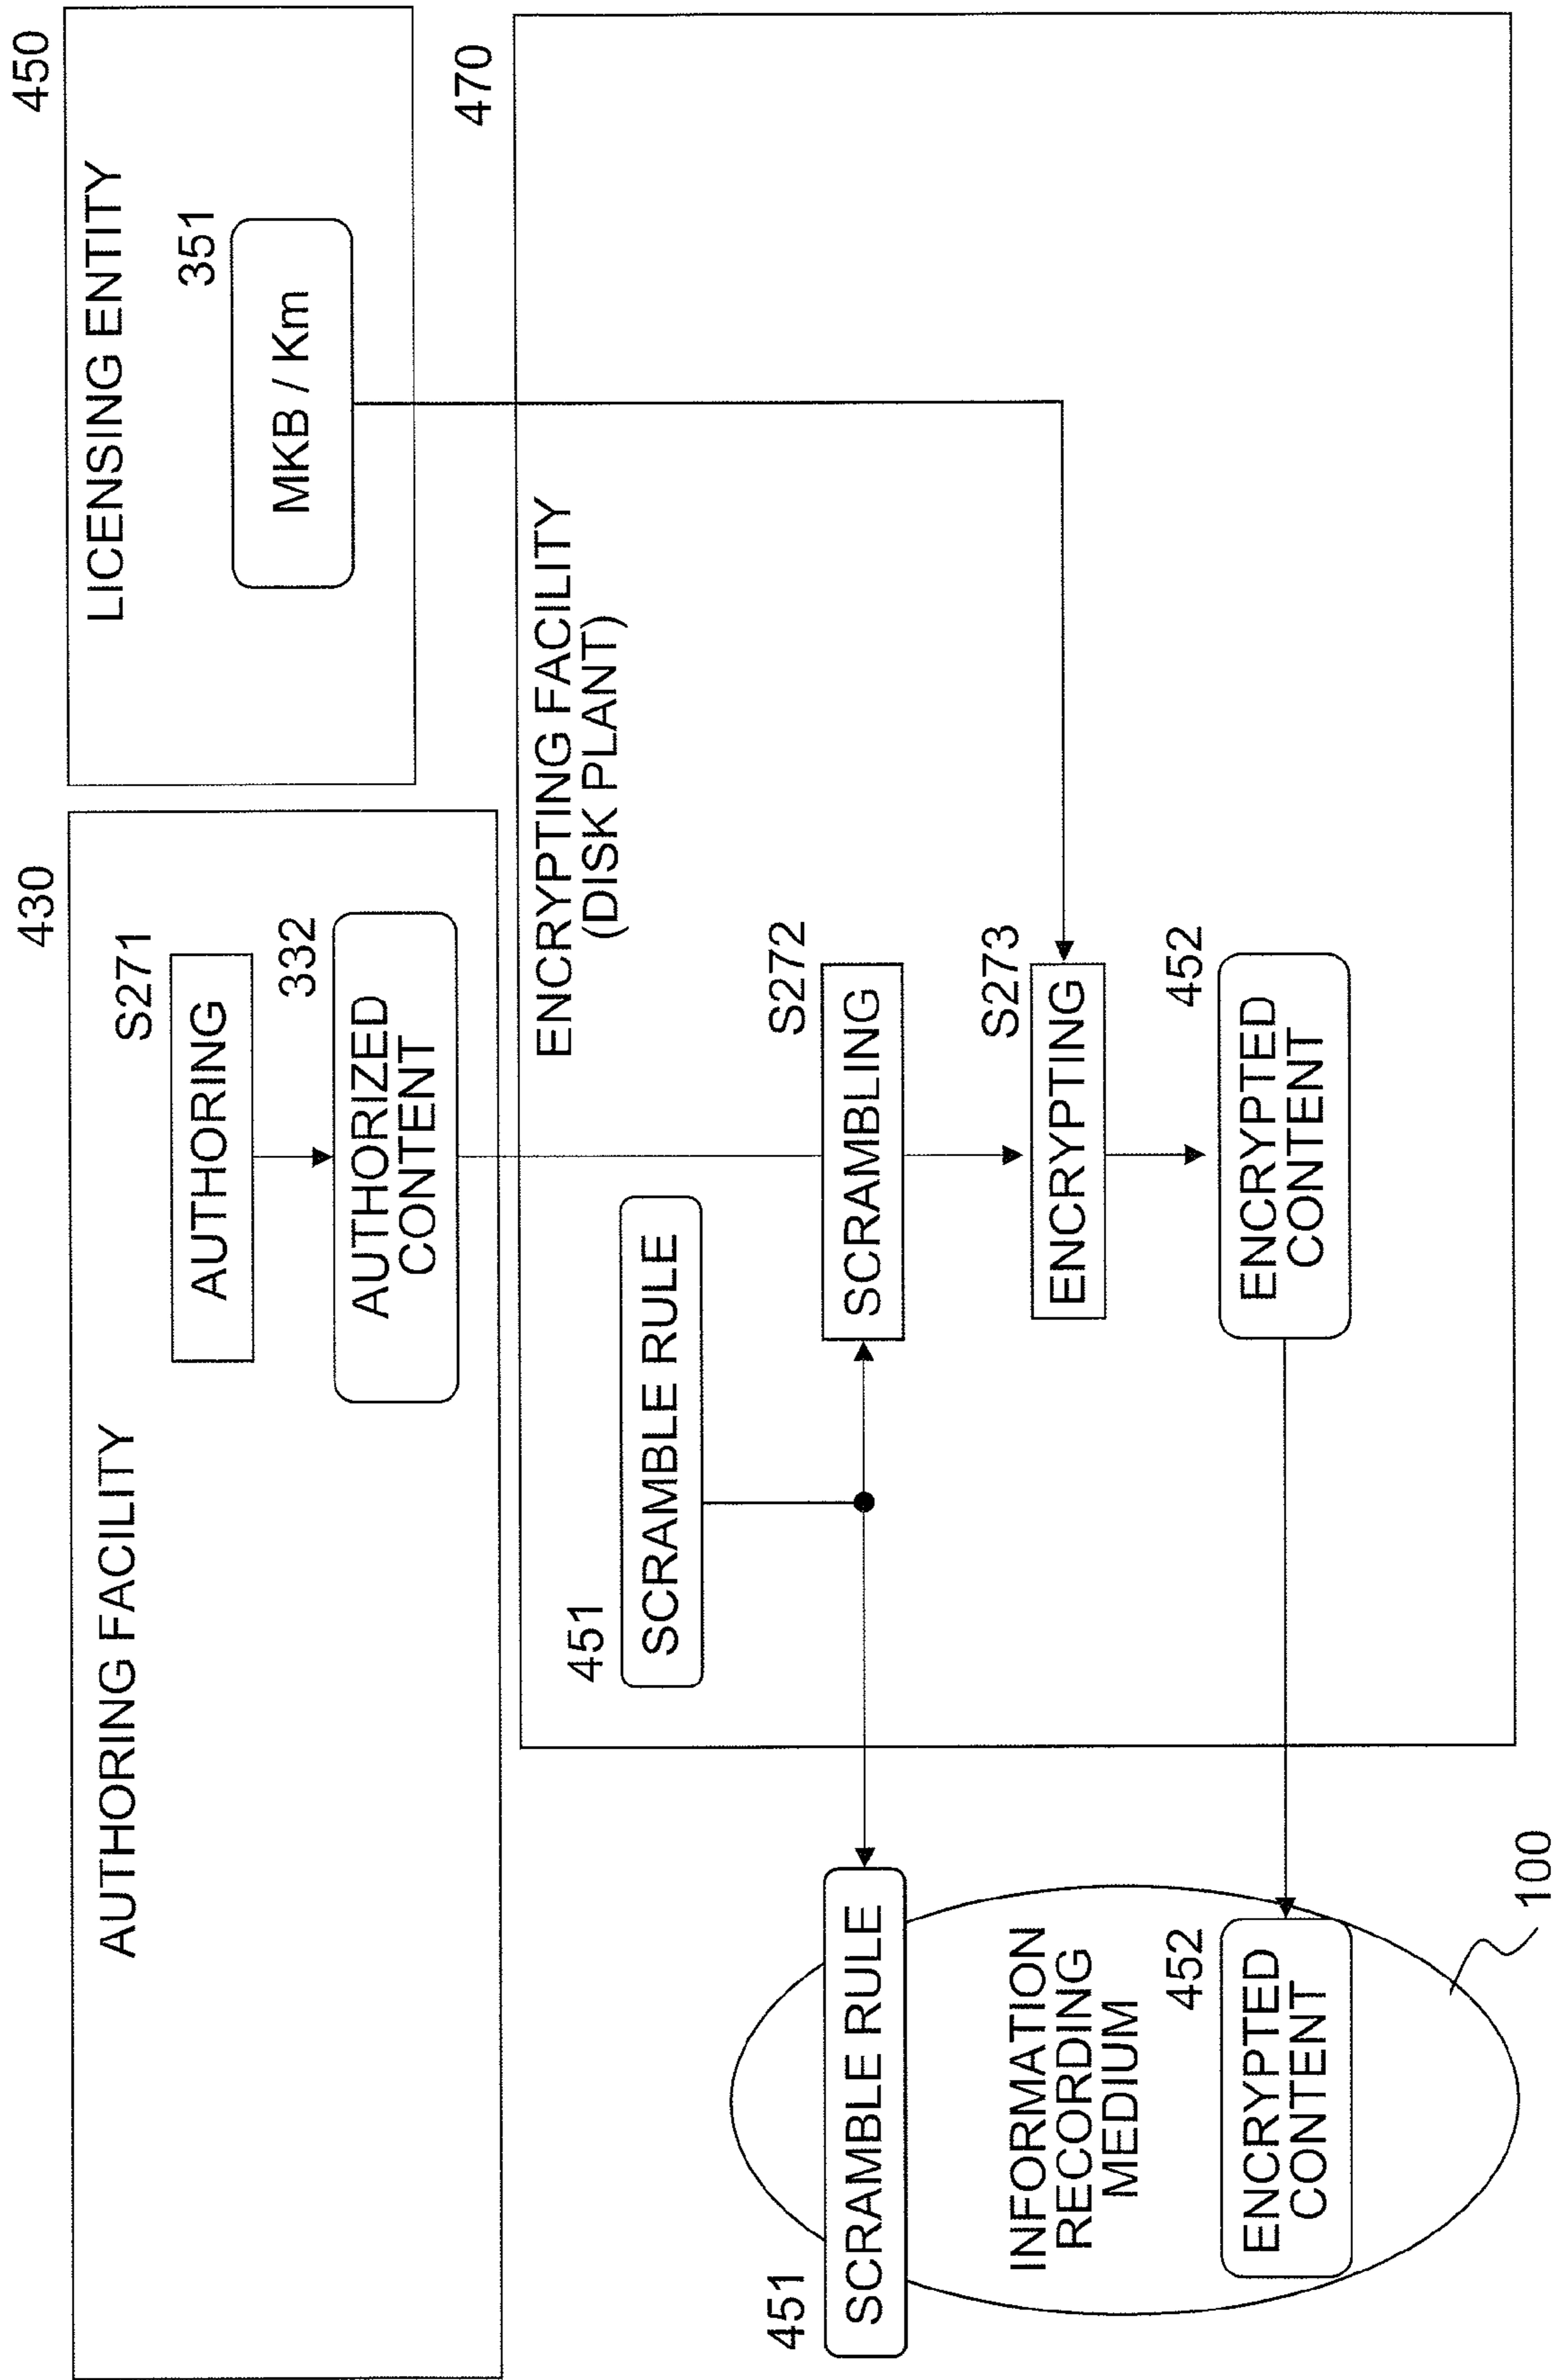 430
AUTHORING FACILITY
S271
AUTHORING
332
AUTHORIZED
CONTENT
450
LICENSING ENTITY
351
MKB / Km
470
ENCRYPTING FACILITY
(DISK PLANT)
451
SCRAMBLE RULE
S272
SCRAMBLING
S273
ENCRYPTING
452
ENCRYPTED
CONTENT
451
SCRAMBLE RULE
INFORMATION
RECORDING
MEDIUM
452
ENCRYPTED
CONTENT
100